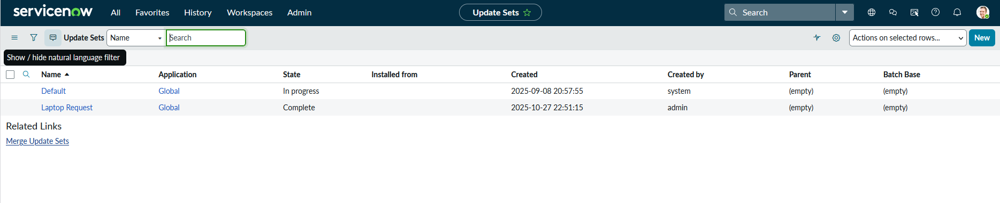 servicenow All Favorites History Workspaces Admin Update Sets Search
Update Sets Name Search Actions on selected rows... New
Show / hide natural language filter
Name Application State Installed from Created Created by Parent Batch Base
Default Global In progress 2025-09-08 20:57:55 system (empty) (empty)
Laptop Request Global Complete 2025-10-27 22:51:15 admin (empty) (empty)
Related Links
Merge Update Sets